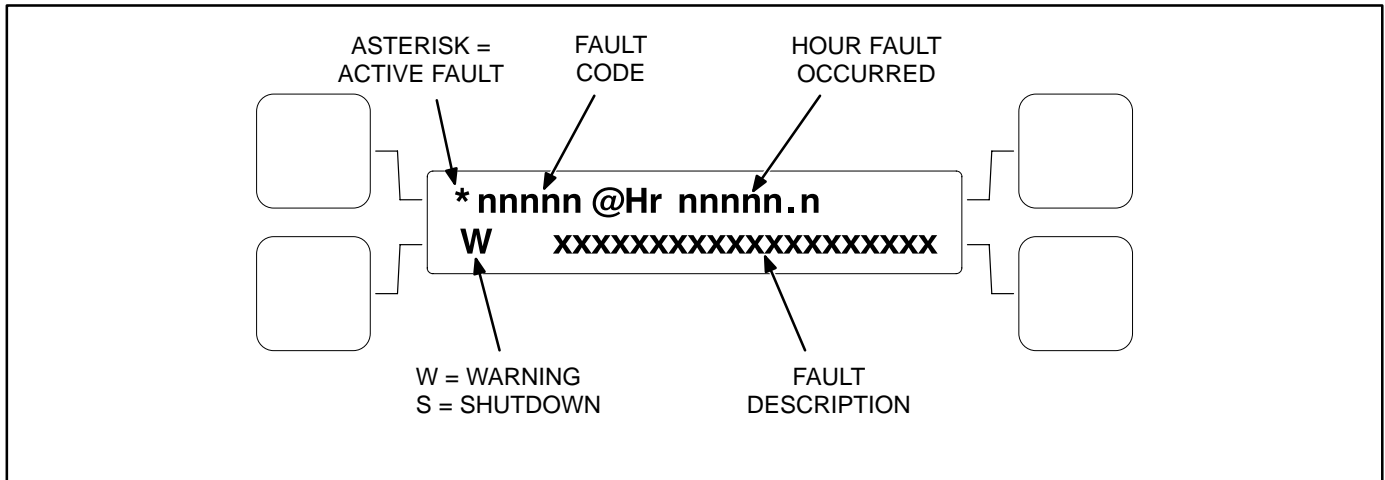 ASTERISK =
ACTIVE FAULT
FAULT
CODE
HOUR FAULT
OCCURRED
* nnnnn @Hr nnnnn.n
W xxxxxxxxxxxxxxxxxxxx
W = WARNING
S = SHUTDOWN
FAULT
DESCRIPTION